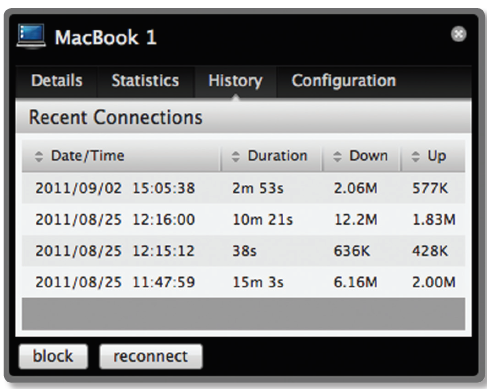 MacBook 1
Details Statistics History Configuration
Recent Connections
Date/Time Duration Down Up
2011/09/02 15:05:38 2m 53s 2.06M 577K
2011/08/25 12:16:00 10m 21s 12.2M 1.83M
2011/08/25 12:15:12 38s 636K 428K
2011/08/25 11:47:59 15m 3s 6.16M 2.00M
block reconnect